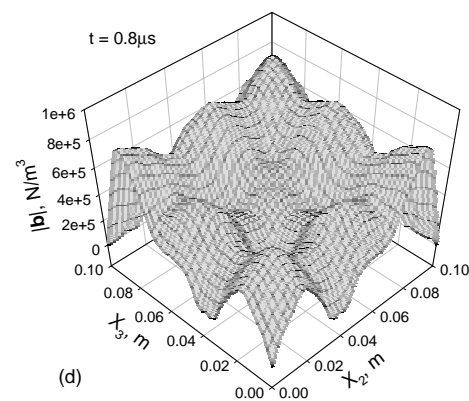 t = 0.8μs
1e+6
8e+5
6e+5
4e+5
2e+5
0
|b|, N/m³
0.10
0.08
0.06
0.04
0.02
0.00
X₃, m
0.10
0.08
0.06
0.04
0.02
0.00
X₂, m
(d)